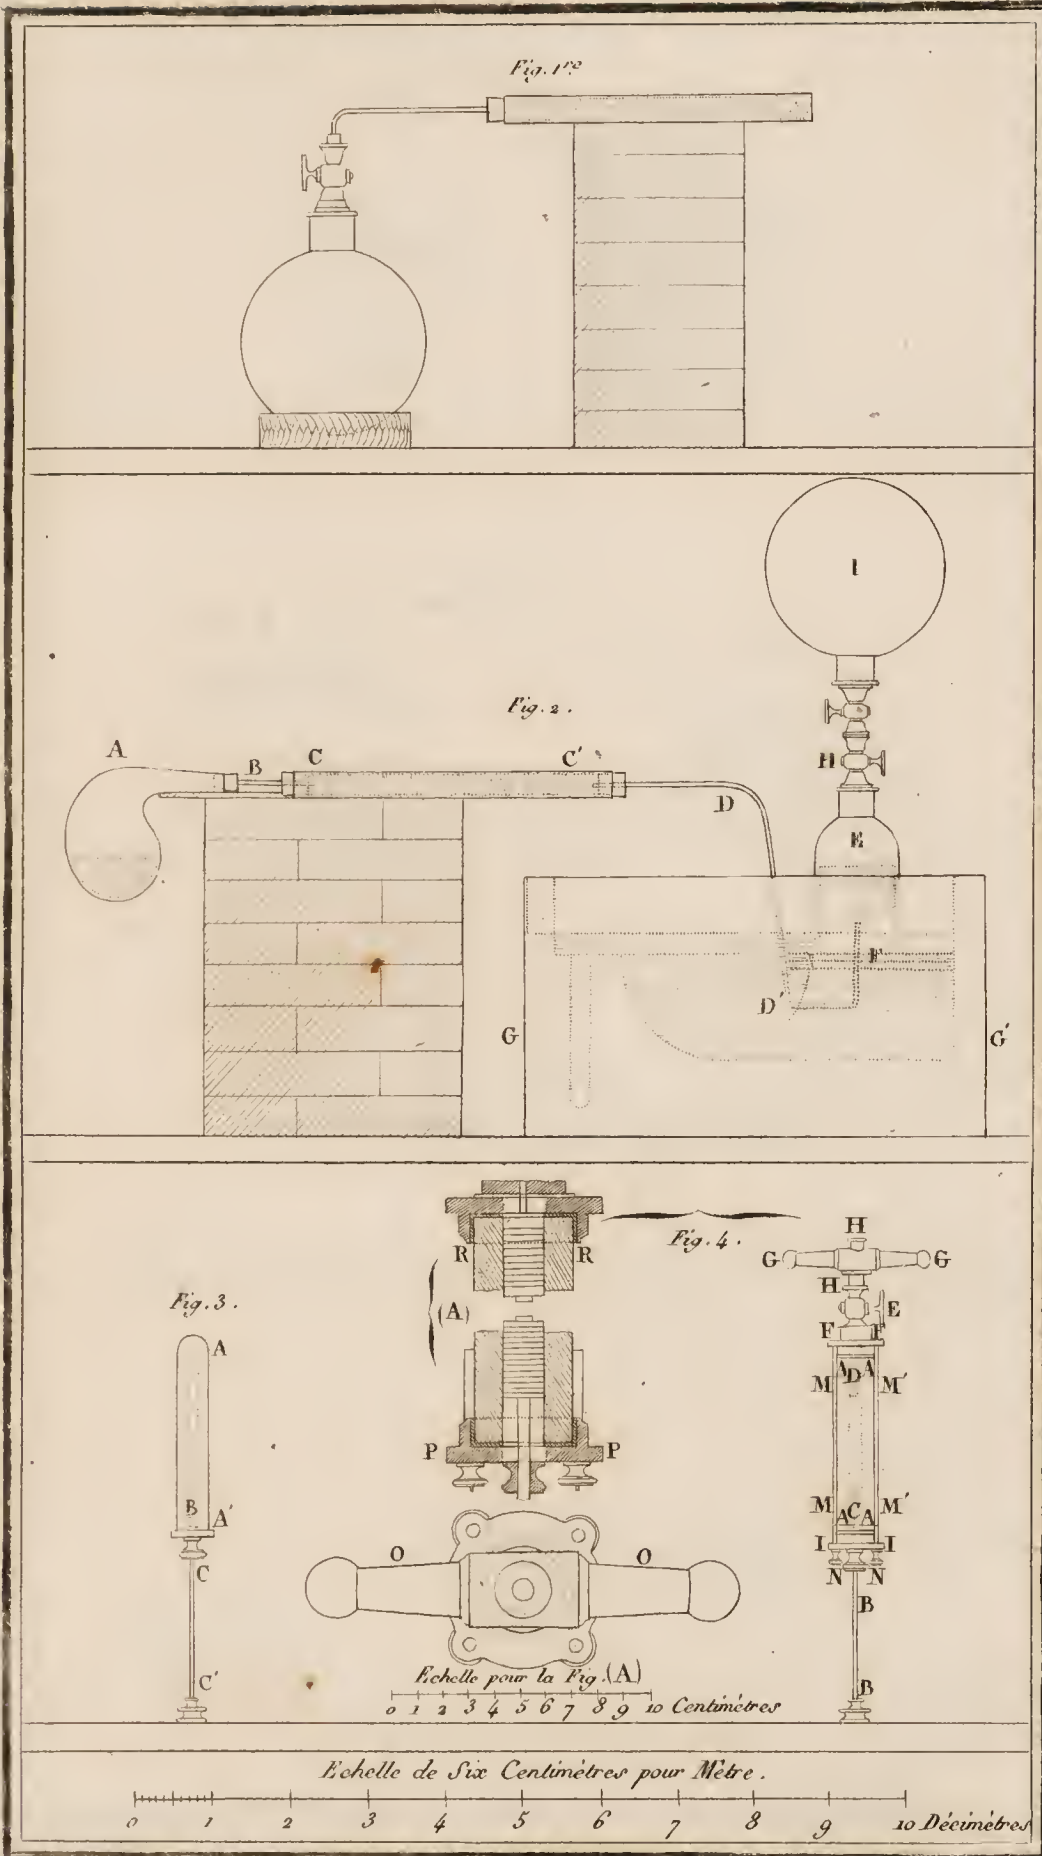 Fig. 1re
I
Fig. 2.
A
B
C
C'
D
H
E
F
D'
G
G'
Fig. 3.
A
B
A'
C
C'
Fig. 4.
R
R
(A)
P
P
O
O
H
G
G
H
E
F
F
A
D
A
M
M'
M
M'
A
C
A
I
I
N
N
B
B
Echelle pour la Fig. (A)
0 1 2 3 4 5 6 7 8 9 10 Centimètres
Echelle de Six Centimètres pour Mètre.
0 1 2 3 4 5 6 7 8 9 10 Décimètres